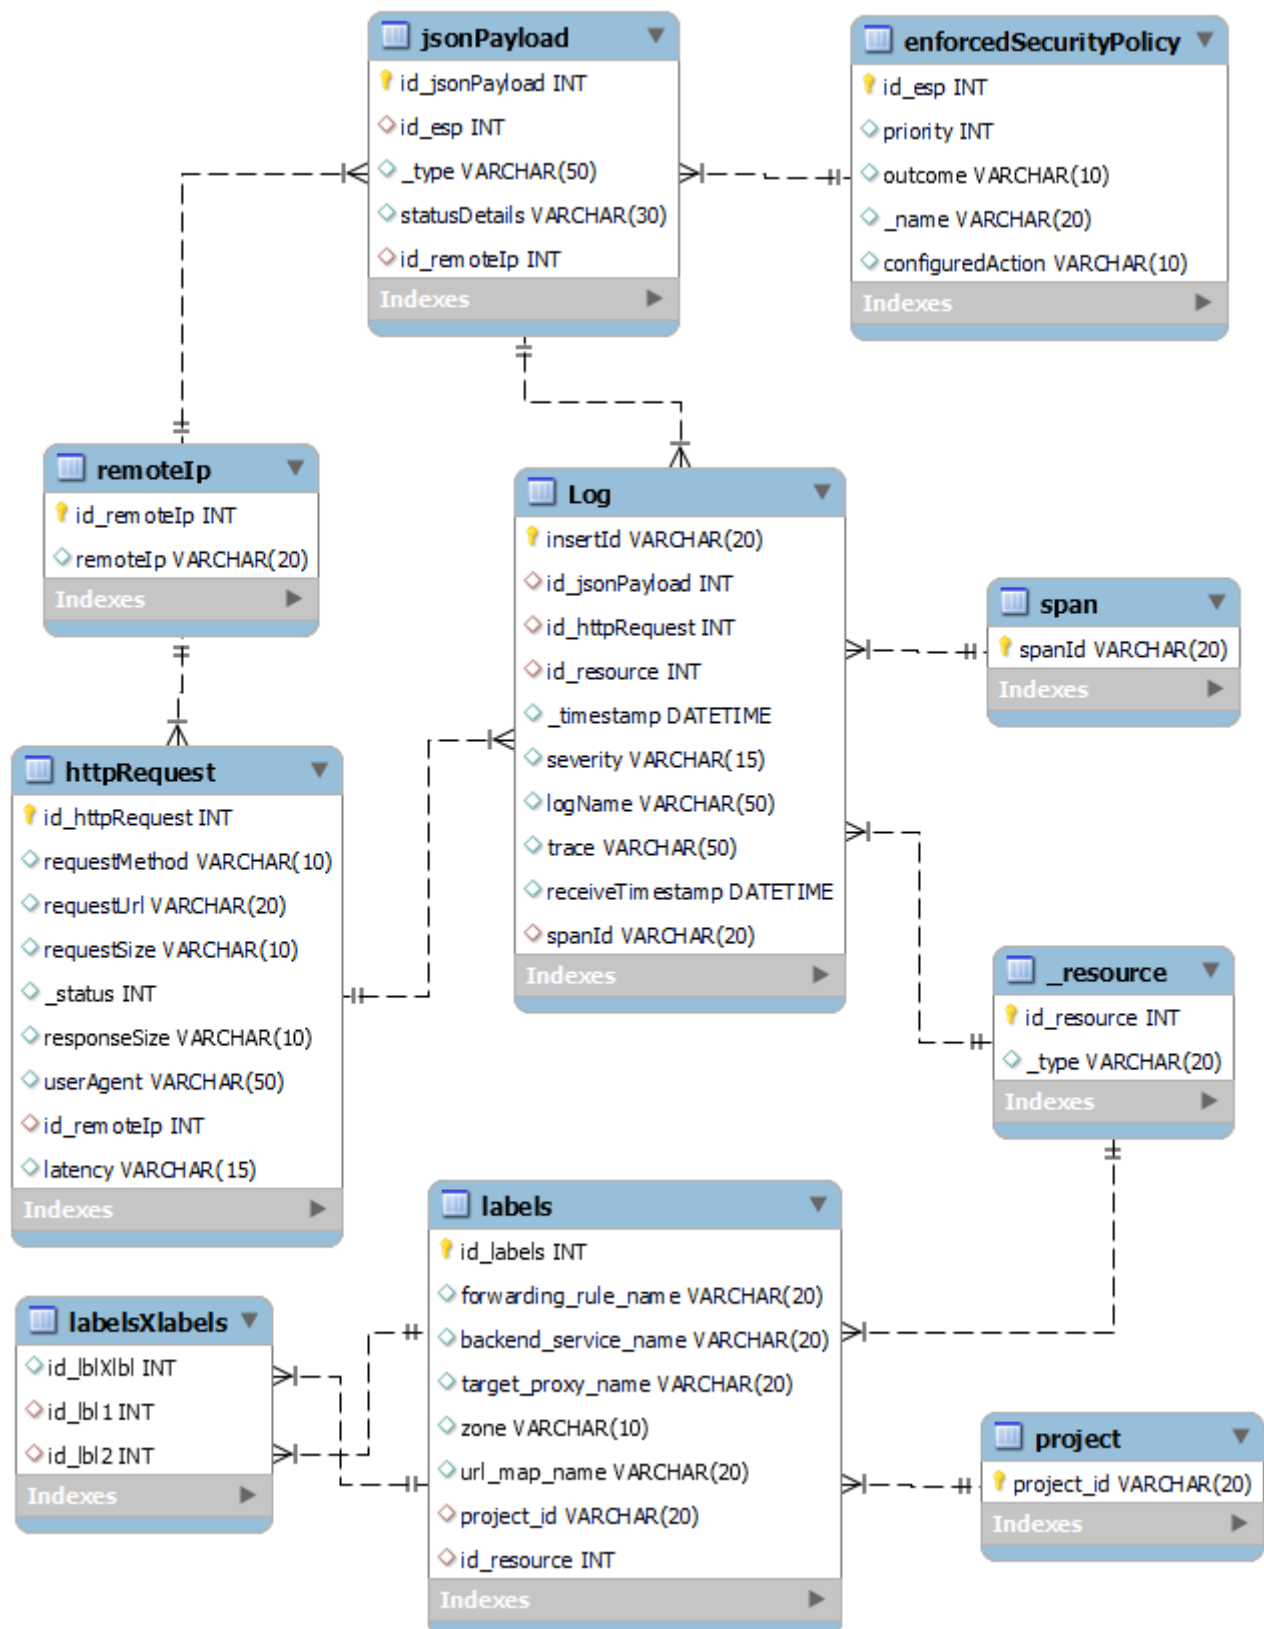 jsonPayload
id_jsonPayload INT
id_esp INT
_type VARCHAR(50)
statusDetails VARCHAR(30)
id_remoteIp INT
Indexes
enforcedSecurityPolicy
id_esp INT
priority INT
outcome VARCHAR(10)
_name VARCHAR(20)
configuredAction VARCHAR(10)
Indexes
remoteIp
id_remoteIp INT
remoteIp VARCHAR(20)
Indexes
Log
insertId VARCHAR(20)
id_jsonPayload INT
id_httpRequest INT
id_resource INT
_timestamp DATETIME
severity VARCHAR(15)
logName VARCHAR(50)
trace VARCHAR(50)
receiveTimestamp DATETIME
spanId VARCHAR(20)
Indexes
span
spanId VARCHAR(20)
Indexes
httpRequest
id_httpRequest INT
requestMethod VARCHAR(10)
requestUrl VARCHAR(20)
requestSize VARCHAR(10)
_status INT
responseSize VARCHAR(10)
userAgent VARCHAR(50)
id_remoteIp INT
latency VARCHAR(15)
Indexes
_resource
id_resource INT
_type VARCHAR(20)
Indexes
labels
id_labels INT
forwarding_rule_name VARCHAR(20)
backend_service_name VARCHAR(20)
target_proxy_name VARCHAR(20)
zone VARCHAR(10)
url_map_name VARCHAR(20)
project_id VARCHAR(20)
id_resource INT
Indexes
labelsXlabels
id_lblXlbl INT
id_lbl1 INT
id_lbl2 INT
Indexes
project
project_id VARCHAR(20)
Indexes